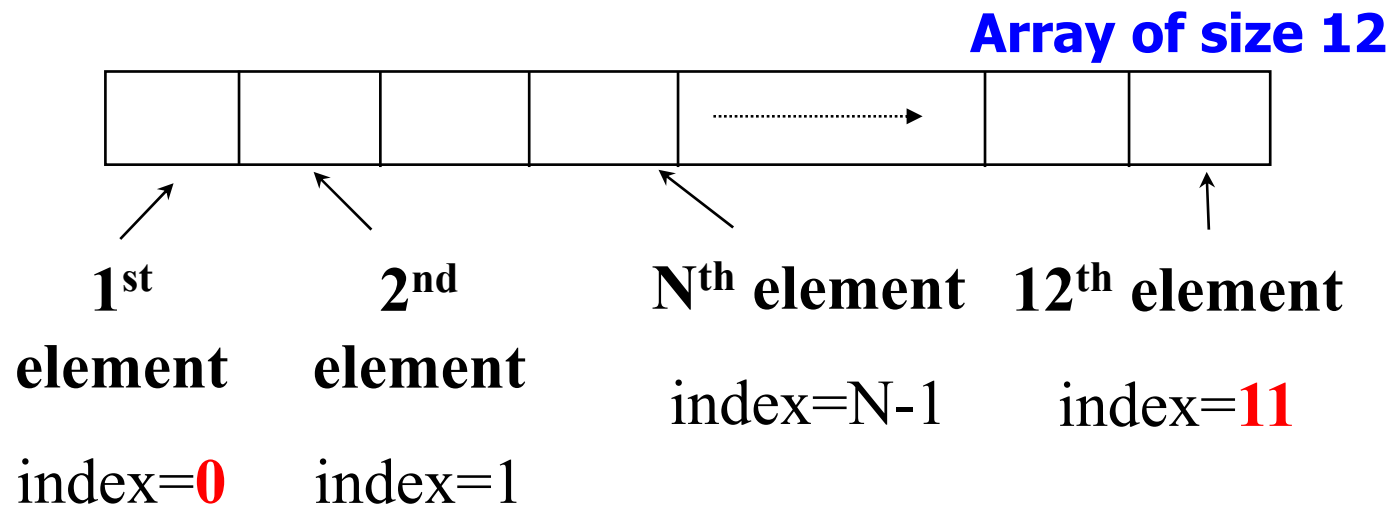 Array of size 12
1st element
index=0
2nd element
index=1
Nth element
index=N-1
12th element
index=11